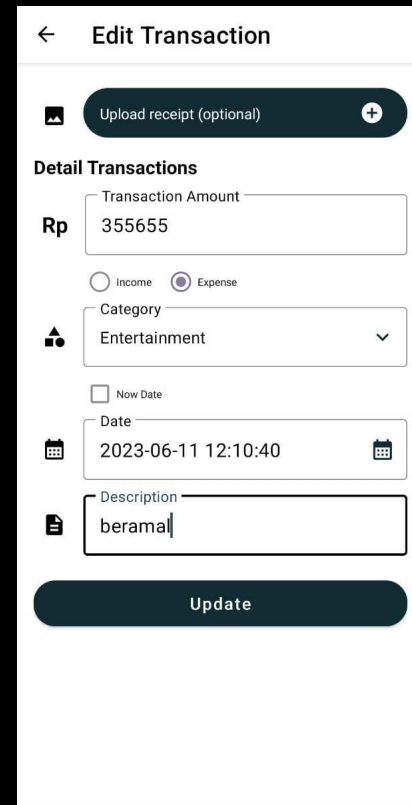 Edit Transaction
Upload receipt (optional)
Detail Transactions
Transaction Amount
Rp 355655
Income Expense
Category
Entertainment
Now Date
Date
2023-06-11 12:10:40
Description
beramal
Update